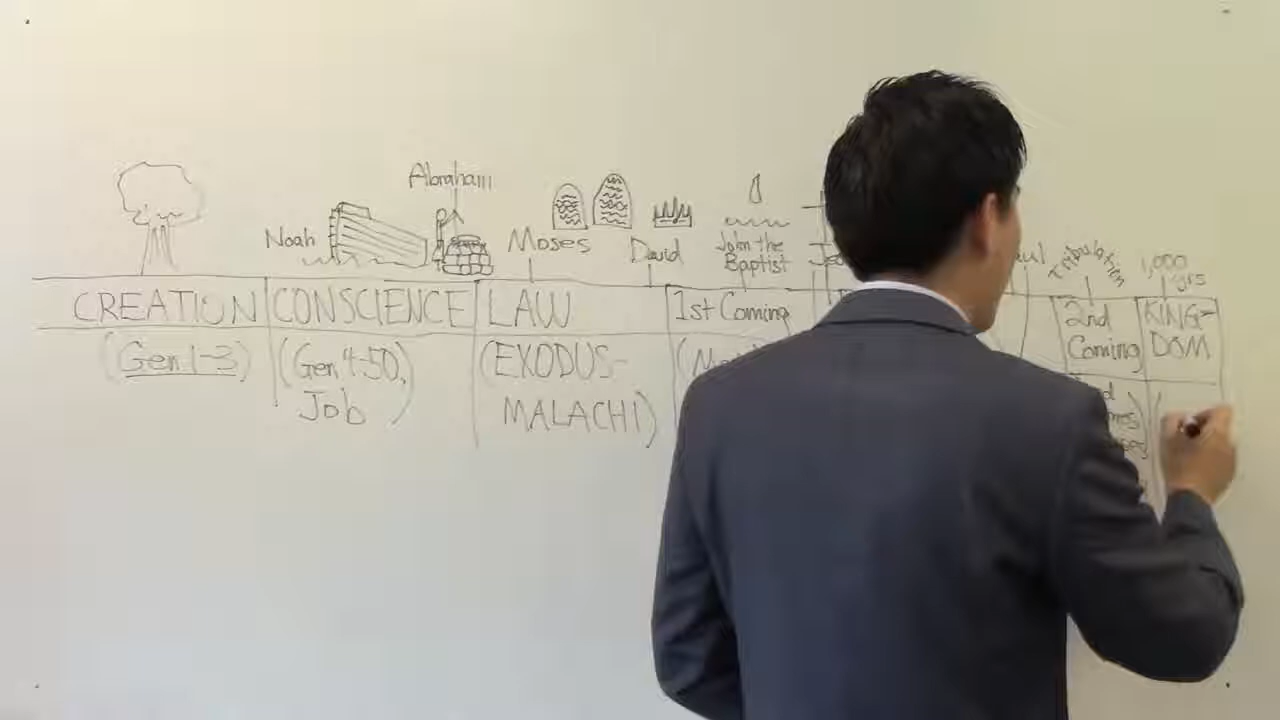 Abraham
Noah
Moses
David
John the
Baptist
Tribulation
1,000
yrs
CREATION
CONSCIENCE
LAW
1st Coming
2nd
Coming
KING-
DOM
(Gen 1-3)
(Gen 4-50,
Job)
(EXODUS-
MALACHI)